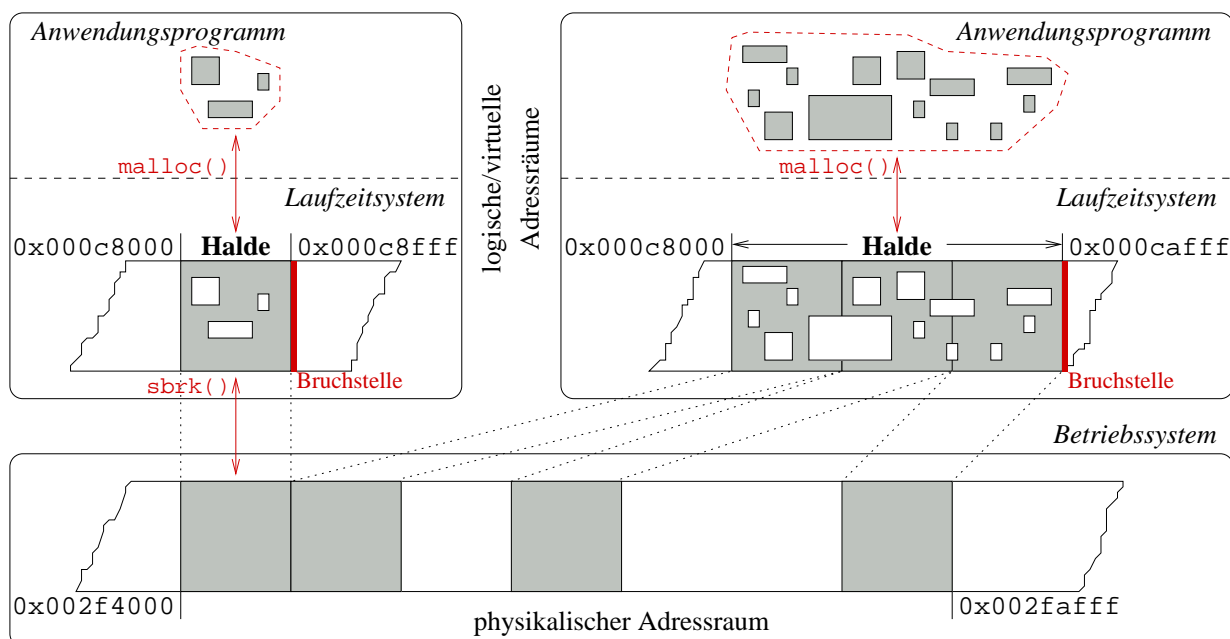 Anwendungsprogramm
malloc()
Laufzeitsystem
0x000c8000
Halde
0x000c8fff
Bruchstelle
sbrk()
logische/virtuelle
Adressräume
Anwendungsprogramm
malloc()
Laufzeitsystem
0x000c8000
Halde
0x000cafff
Bruchstelle
Betriebssystem
0x002f4000
physikalischer Adressraum
0x002fafff